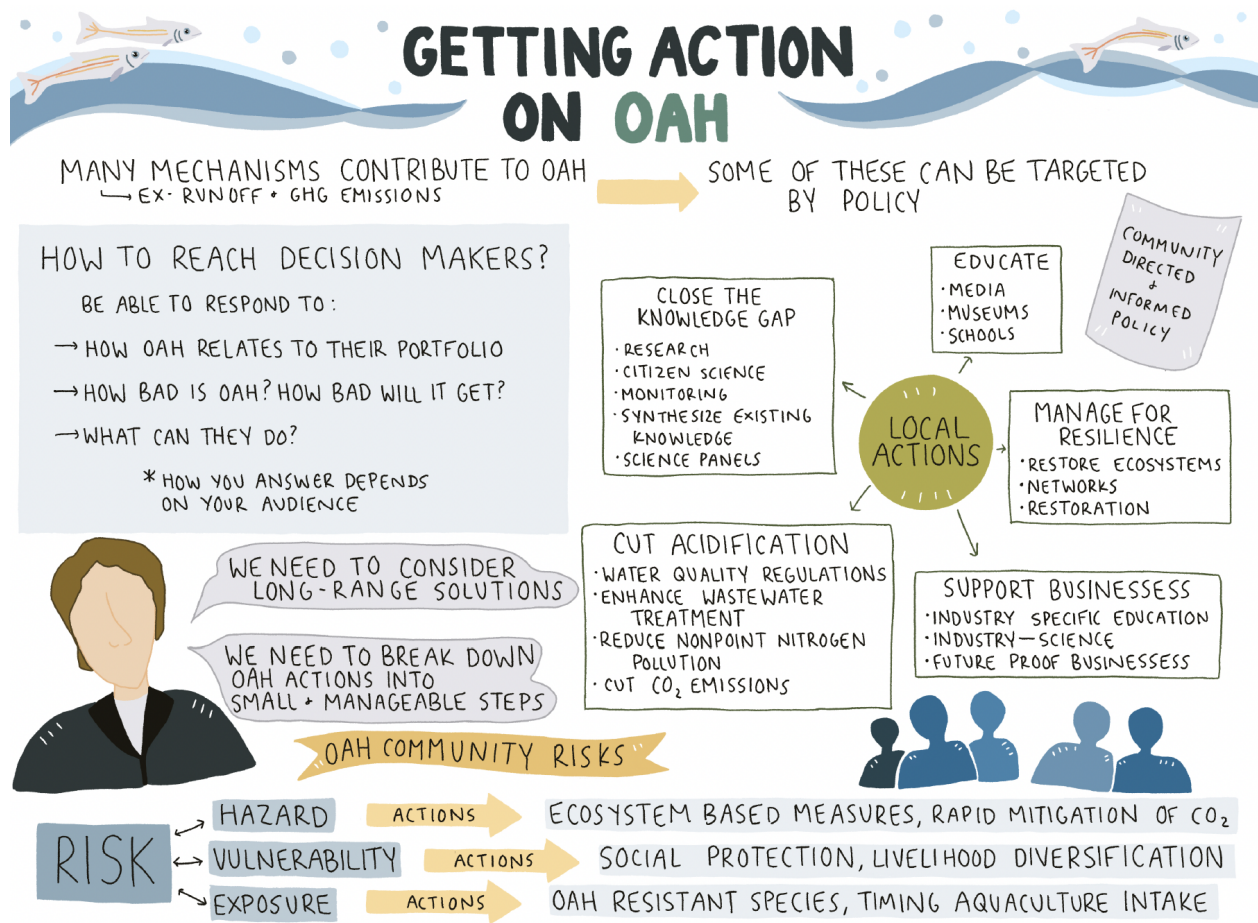 GETTING ACTION
ON OAH
MANY MECHANISMS CONTRIBUTE TO OAH
EX- RUNOFF + GHG EMISSIONS
SOME OF THESE CAN BE TARGETED
BY POLICY
HOW TO REACH DECISION MAKERS?
BE ABLE TO RESPOND TO:
→ HOW OAH RELATES TO THEIR PORTFOLIO
→ HOW BAD IS OAH? HOW BAD WILL IT GET?
→ WHAT CAN THEY DO?
* HOW YOU ANSWER DEPENDS
ON YOUR AUDIENCE
COMMUNITY
DIRECTED
+
INFORMED
POLICY
LOCAL
ACTIONS
CLOSE THE
KNOWLEDGE GAP
· RESEARCH
· CITIZEN SCIENCE
· MONITORING
· SYNTHESIZE EXISTING
KNOWLEDGE
· SCIENCE PANELS
EDUCATE
· MEDIA
· MUSEUMS
· SCHOOLS
MANAGE FOR
RESILIENCE
· RESTORE ECOSYSTEMS
· NETWORKS
· RESTORATION
CUT ACIDIFICATION
· WATER QUALITY REGULATIONS
· ENHANCE WASTEWATER
TREATMENT
· REDUCE NONPOINT NITROGEN
POLLUTION
· CUT CO₂ EMISSIONS
SUPPORT BUSINESSESS
· INDUSTRY SPECIFIC EDUCATION
· INDUSTRY—SCIENCE
· FUTURE PROOF BUSINESSESS
WE NEED TO CONSIDER
LONG-RANGE SOLUTIONS
WE NEED TO BREAK DOWN
OAH ACTIONS INTO
SMALL + MANAGEABLE STEPS
OAH COMMUNITY RISKS
RISK
HAZARD ACTIONS ECOSYSTEM BASED MEASURES, RAPID MITIGATION OF CO₂
VULNERABILITY ACTIONS SOCIAL PROTECTION, LIVELIHOOD DIVERSIFICATION
EXPOSURE ACTIONS OAH RESISTANT SPECIES, TIMING AQUACULTURE INTAKE